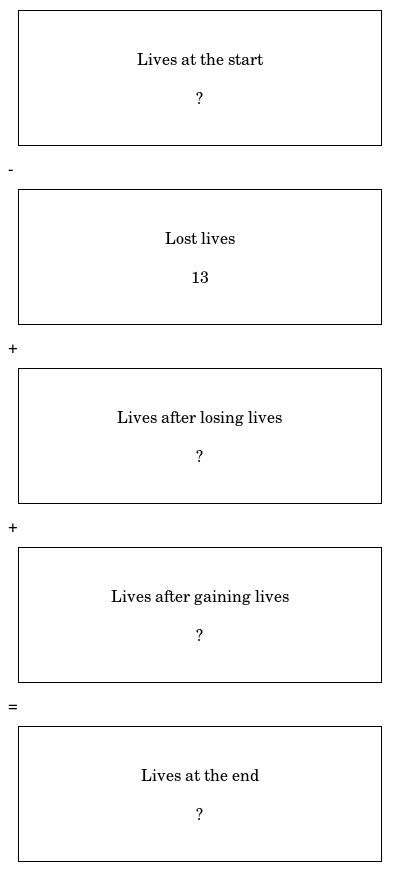 Lives at the start
?
-
Lost lives
13
+
Lives after losing lives
?
+
Lives after gaining lives
?
=
Lives at the end
?